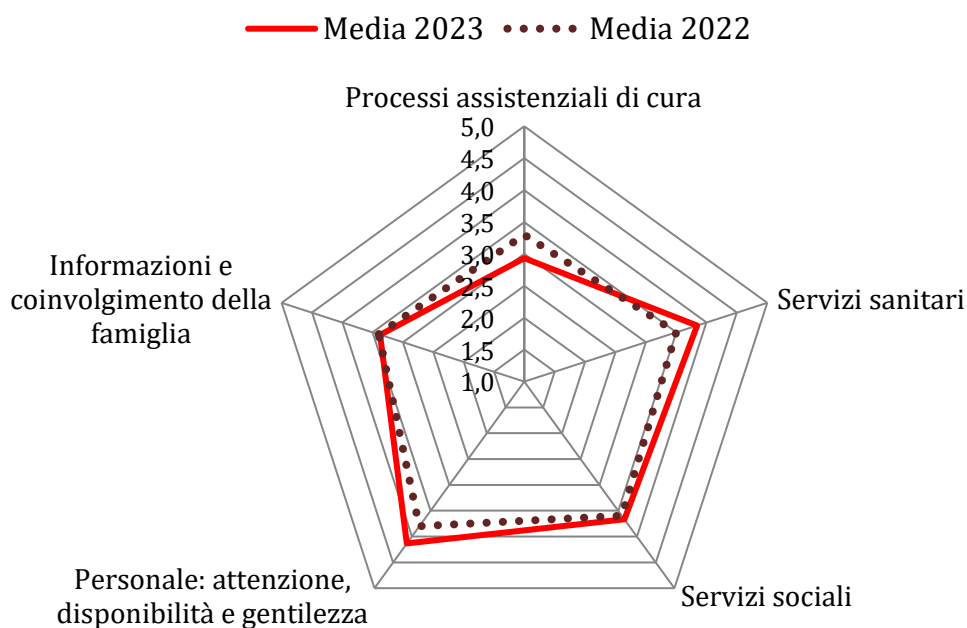 Media 2023 Media 2022
Processi assistenziali di cura
5,0
4,5
4,0
3,5
3,0
2,5
2,0
1,5
1,0
Servizi sanitari
Servizi sociali
Personale: attenzione,
disponibilità e gentilezza
Informazioni e
coinvolgimento della
famiglia